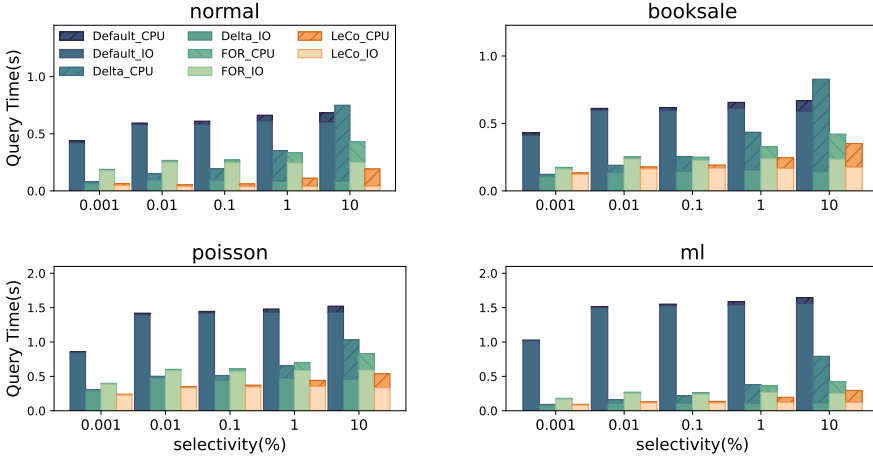 normal
Query Time(s)
1.0
0.5
0.0
Default_CPU
Default_IO
Delta_CPU
Delta_IO
FOR_CPU
FOR_IO
LeCo_CPU
LeCo_IO
0.001 0.01 0.1 1 10
booksale
1.0
0.5
0.0
0.001 0.01 0.1 1 10
poisson
Query Time(s)
2.0
1.5
1.0
0.5
0.0
0.001 0.01 0.1 1 10
selectivity(%)
ml
2.0
1.5
1.0
0.5
0.0
0.001 0.01 0.1 1 10
selectivity(%)